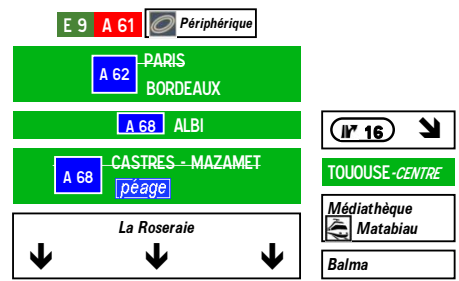 E 9 A 61 Périphérique
A 62 PARIS
BORDEAUX
A 68 ALBI
A 68 CASTRES - MAZAMET
péage
La Roseraie
16
TOUOUSE-CENTRE
Médiathèque
Matabiau
Balma